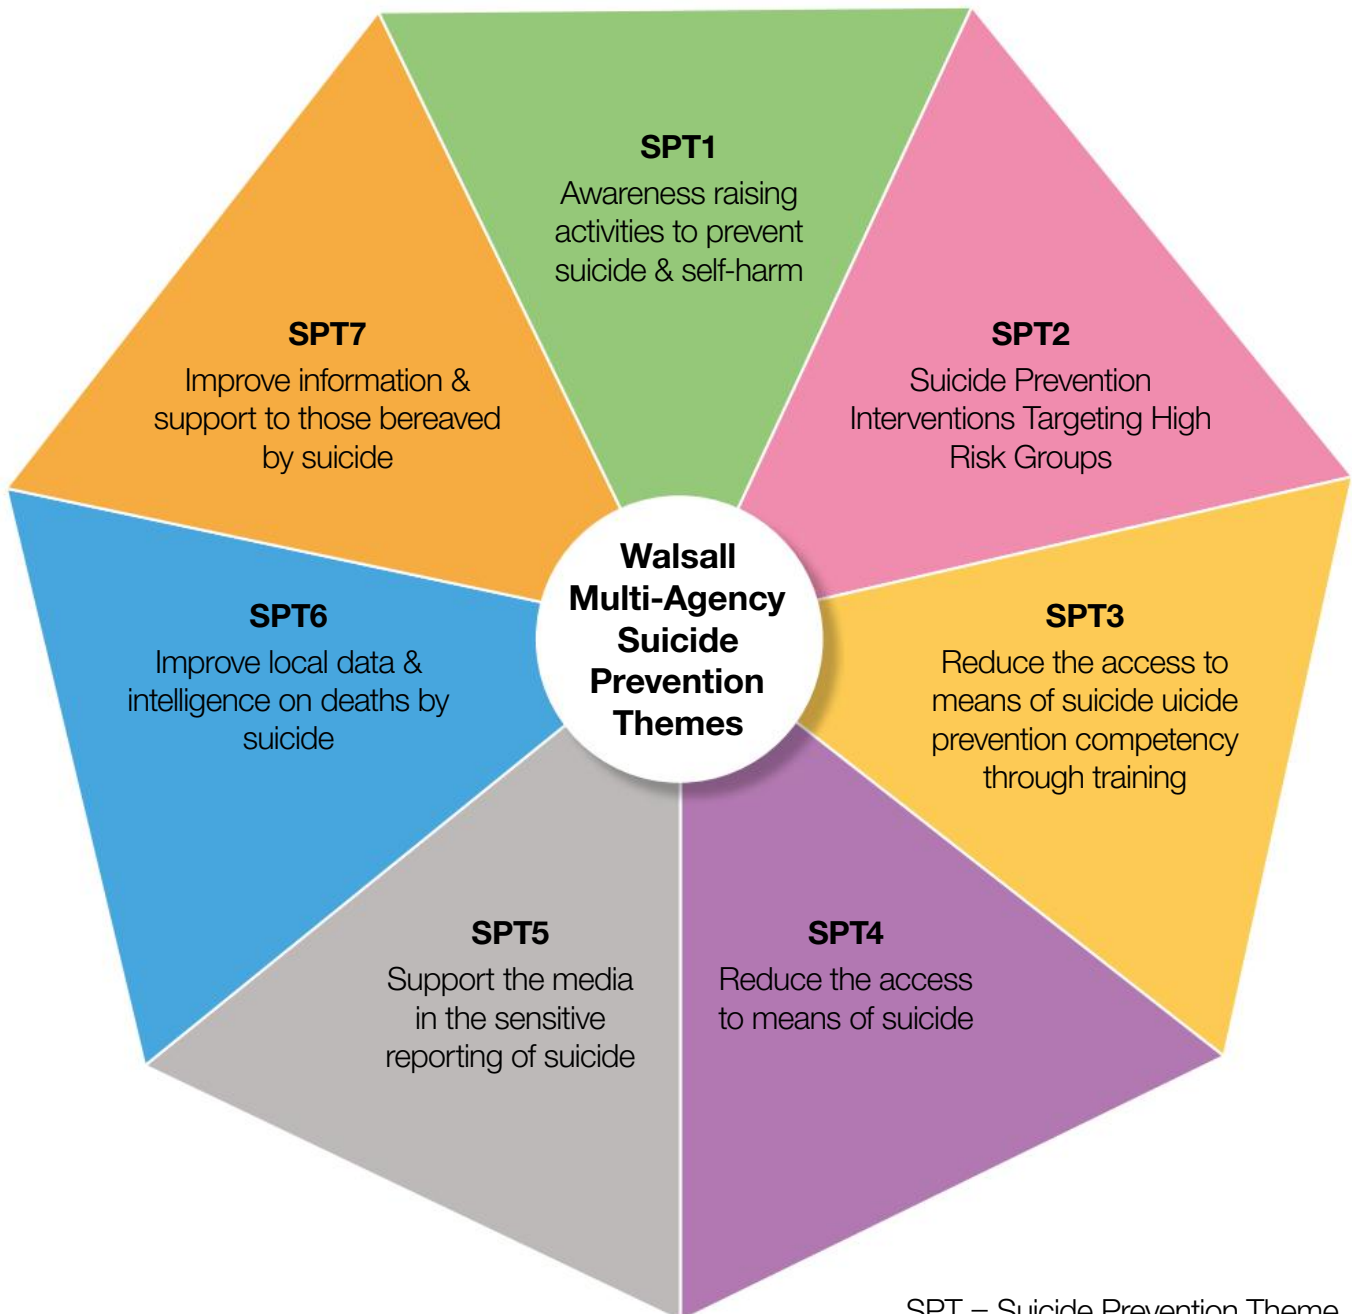 SPT1
Awareness raising
activities to prevent
suicide & self-harm
SPT2
Suicide Prevention
Interventions Targeting High
Risk Groups
SPT3
Reduce the access to
means of suicide uicide
prevention competency
through training
SPT4
Reduce the access
to means of suicide
SPT5
Support the media
in the sensitive
reporting of suicide
SPT6
Improve local data &
intelligence on deaths by
suicide
SPT7
Improve information &
support to those bereaved
by suicide
Walsall
Multi-Agency
Suicide
Prevention
Themes
SPT = Suicide Prevention Theme